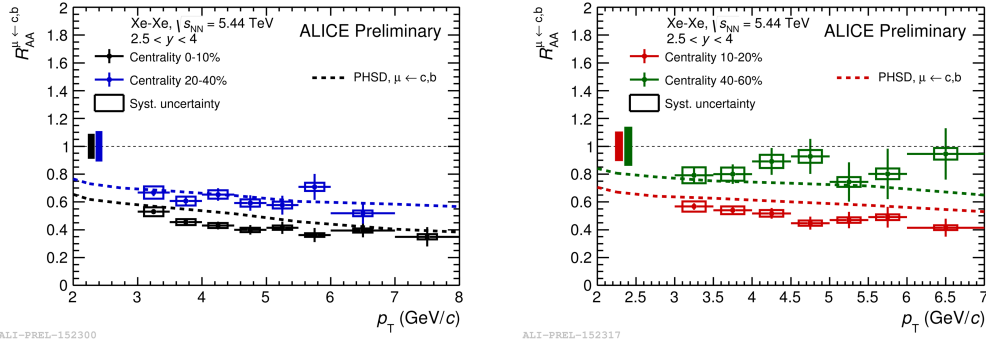 R_AA^μ←c,b
Xe-Xe, √s_NN = 5.44 TeV
2.5 < y < 4
ALICE Preliminary
Centrality 0-10%
Centrality 20-40%
PHSD, μ ← c,b
Syst. uncertainty
2
1.8
1.6
1.4
1.2
1
0.8
0.6
0.4
0.2
0
2 3 4 5 6 7 8
p_T (GeV/c)
ALI-PREL-152300
R_AA^μ←c,b
Xe-Xe, √s_NN = 5.44 TeV
2.5 < y < 4
ALICE Preliminary
Centrality 10-20%
PHSD, μ ← c,b
Centrality 40-60%
Syst. uncertainty
2
1.8
1.6
1.4
1.2
1
0.8
0.6
0.4
0.2
0
2 2.5 3 3.5 4 4.5 5 5.5 6 6.5 7
p_T (GeV/c)
ALI-PREL-152317